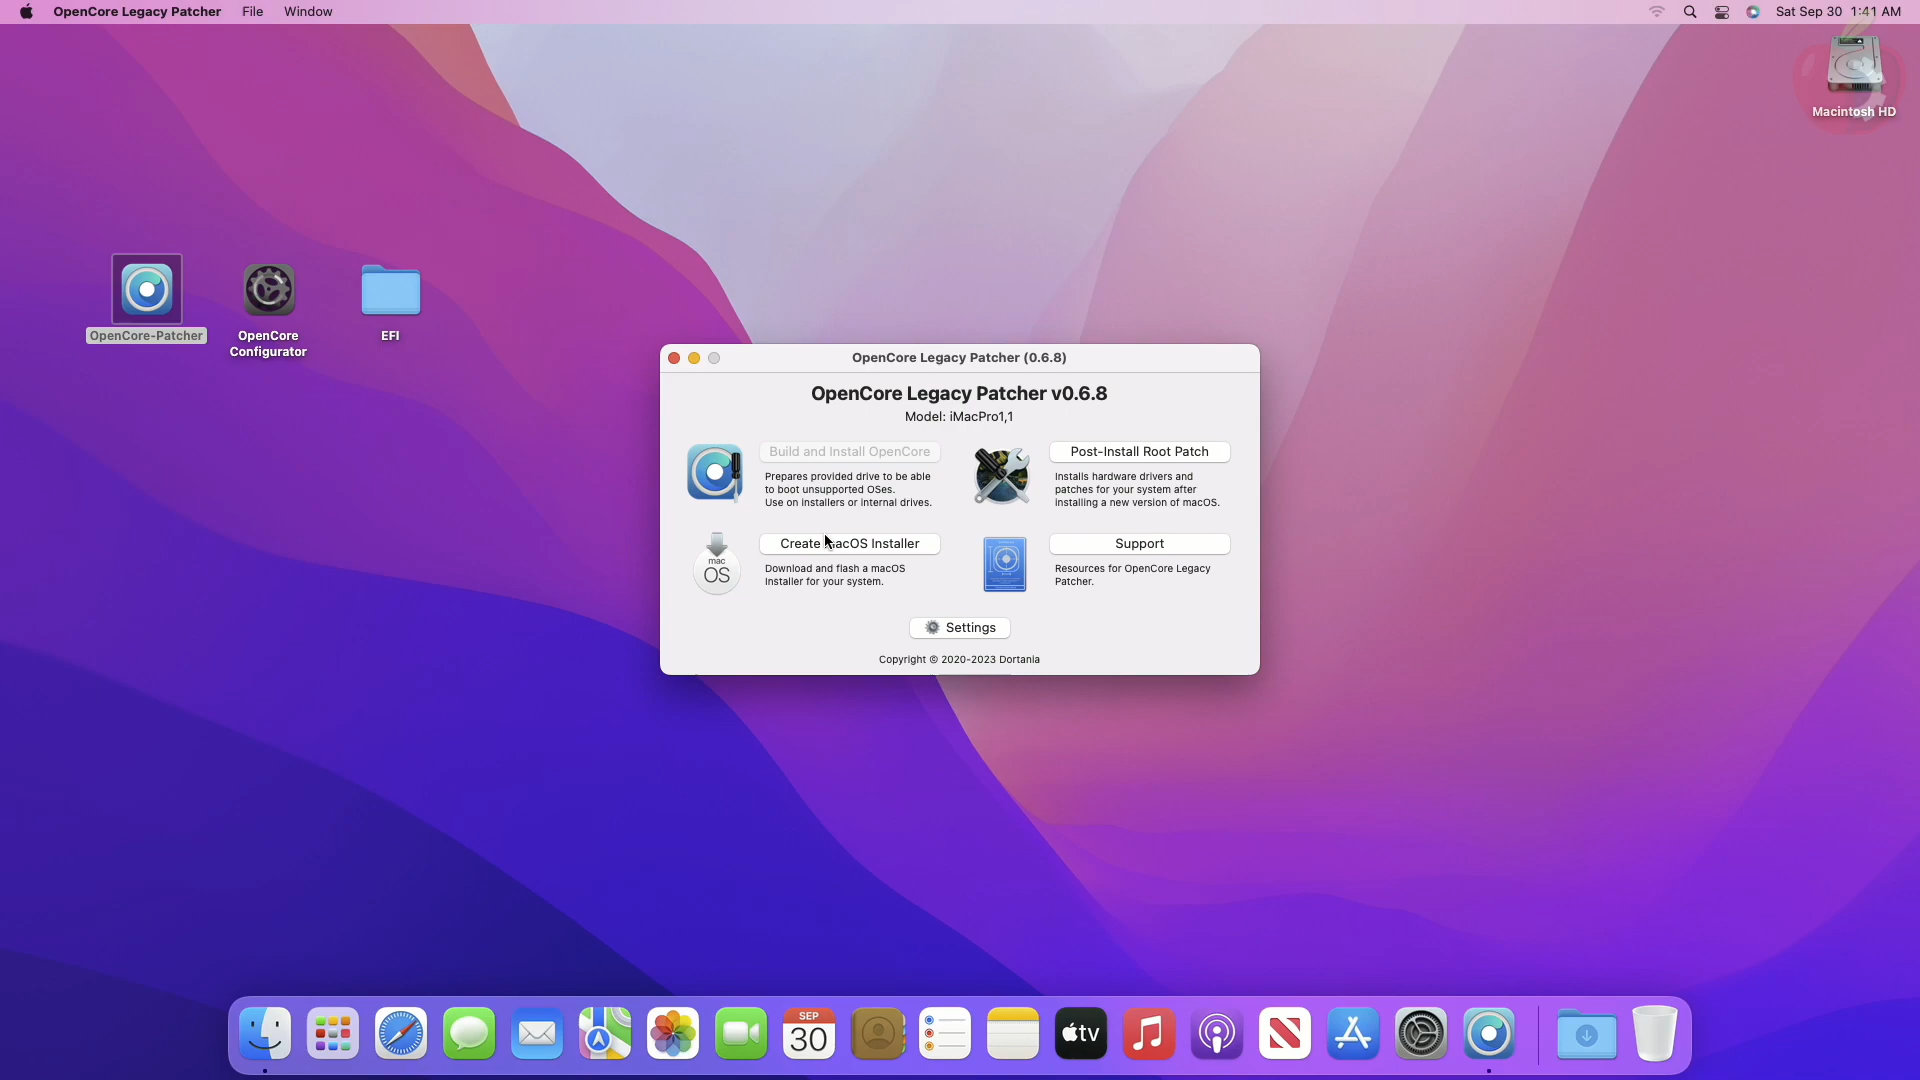 OpenCore Legacy Patcher File Window Sat Sep 30 1:41 AM
Macintosh HD
OpenCore-Patcher
OpenCore
Configurator
EFI
OpenCore Legacy Patcher (0.6.8)
OpenCore Legacy Patcher v0.6.8
Model: iMacPro1,1
Build and Install OpenCore
Prepares provided drive to be able
to boot unsupported OSes.
Use on installers or internal drives.
Post-Install Root Patch
Installs hardware drivers and
patches for your system after
installing a new version of macOS.
mac
OS
Create macOS Installer
Download and flash a macOS
Installer for your system.
Support
Resources for OpenCore Legacy
Patcher.
Settings
Copyright © 2020-2023 Dortania
SEP
30
tv